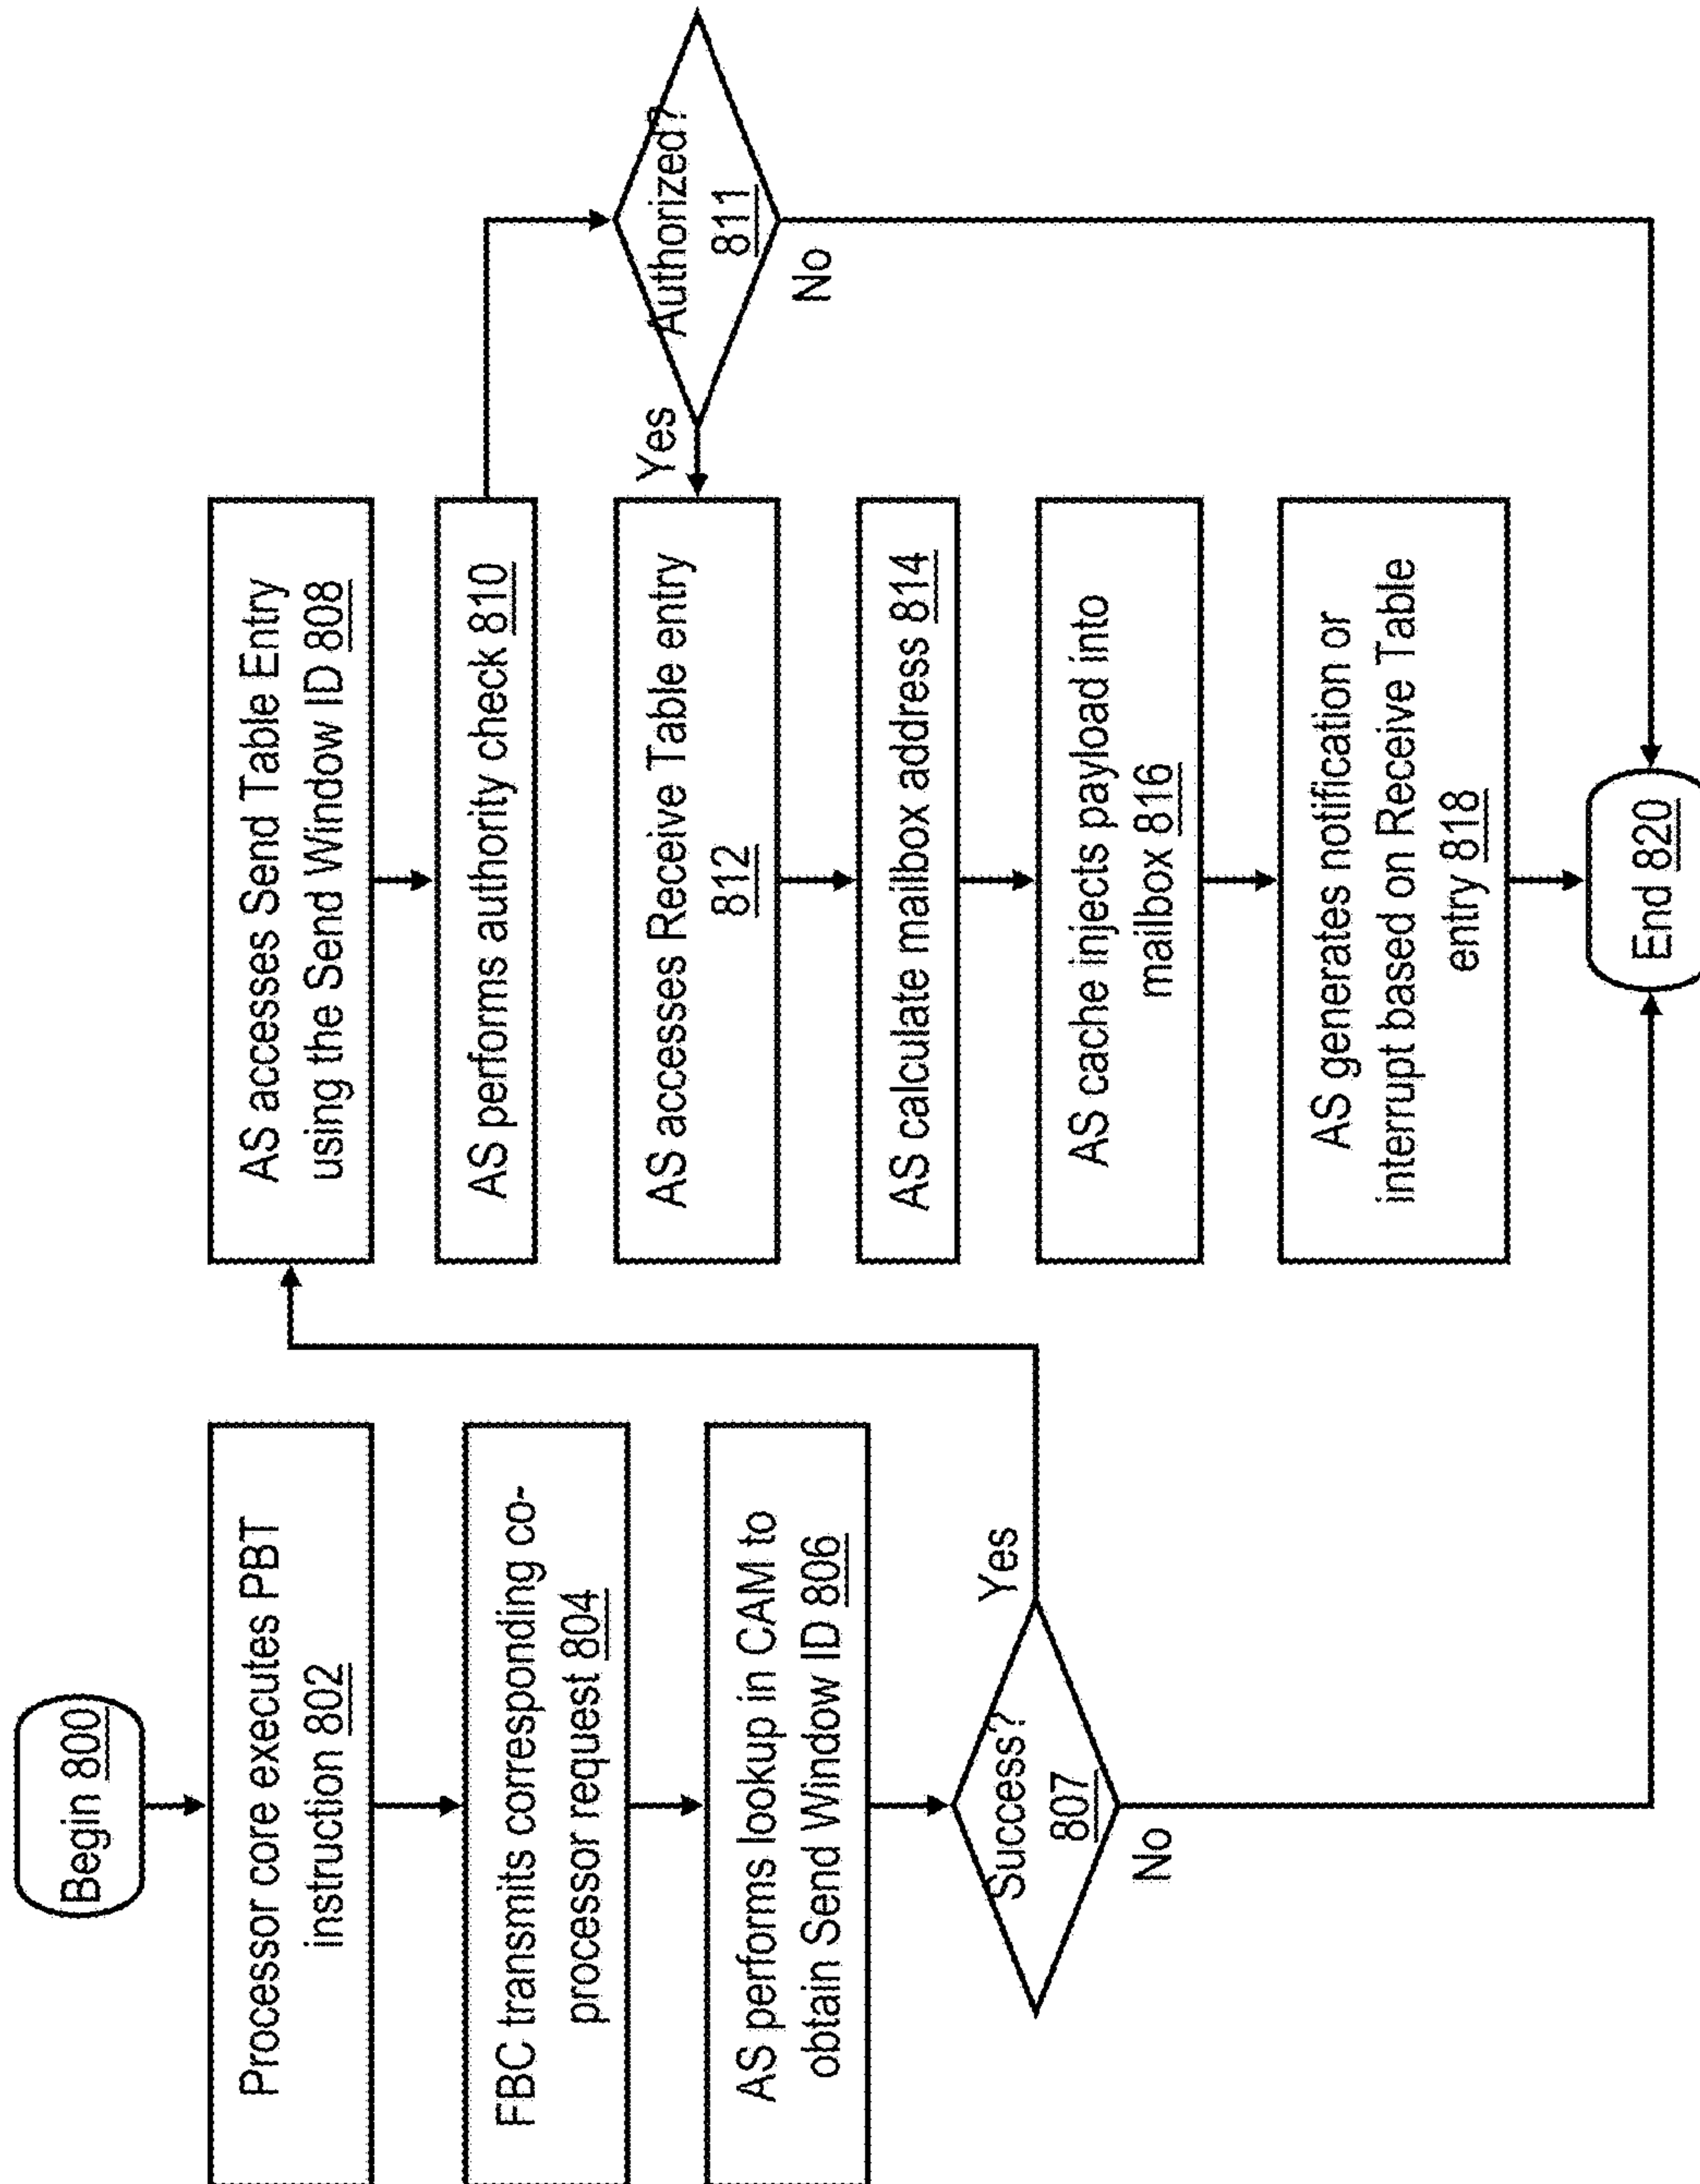 Begin 800
Processor core executes PBT
instruction 802
FBC transmits corresponding co-
processor request 804
AS performs lookup in CAM to
obtain Send Window ID 806
Success?
807
Yes
No
AS accesses Send Table Entry
using the Send Window ID 808
AS performs authority check 810
Authorized?
811
Yes
No
AS accesses Receive Table entry
812
AS calculate mailbox address 814
AS cache injects payload into
mailbox 816
AS generates notification or
interrupt based on Receive Table
entry 818
End 820